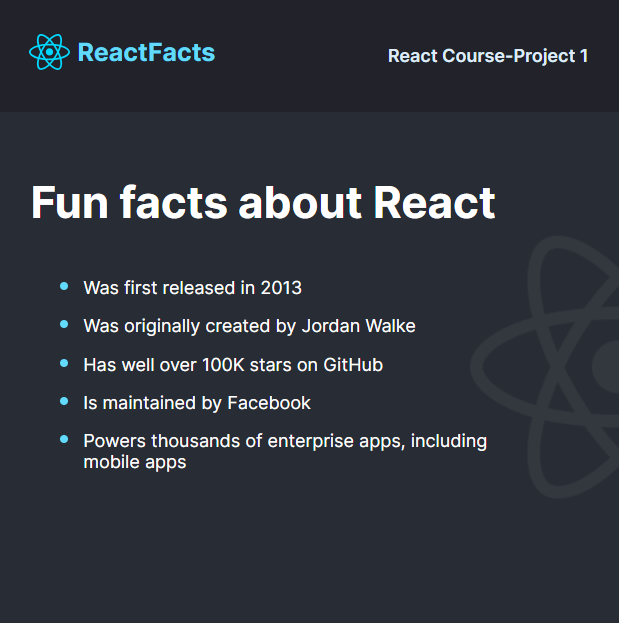 ReactFacts
React Course-Project 1
Fun facts about React
Was first released in 2013
Was originally created by Jordan Walke
Has well over 100K stars on GitHub
Is maintained by Facebook
Powers thousands of enterprise apps, including
mobile apps